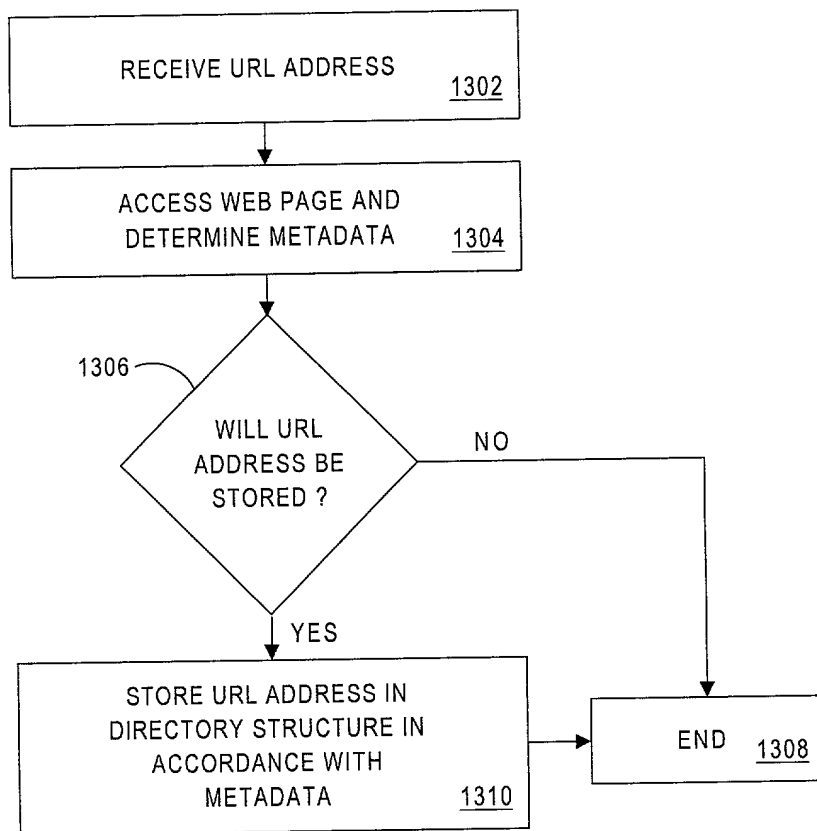 RECEIVE URL ADDRESS
1302
ACCESS WEB PAGE AND
DETERMINE METADATA
1304
1306
WILL URL
ADDRESS BE
STORED ?
NO
YES
STORE URL ADDRESS IN
DIRECTORY STRUCTURE IN
ACCORDANCE WITH
METADATA
1310
END
1308